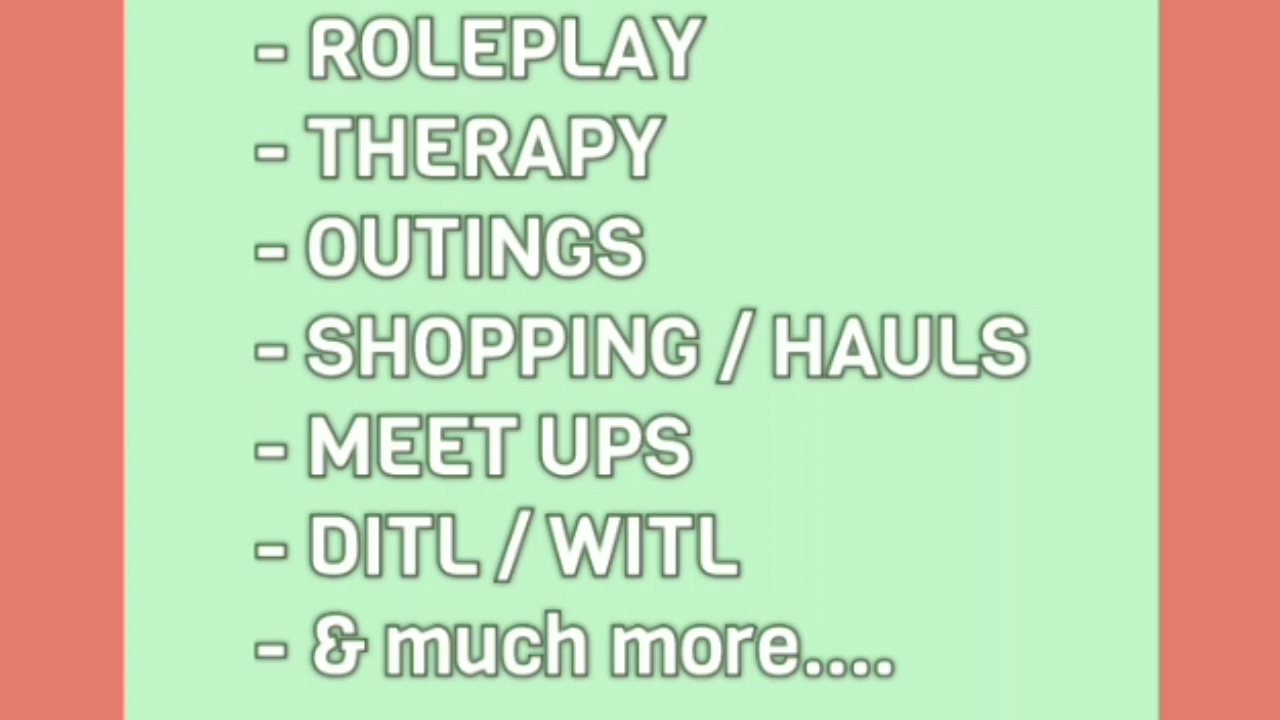 - ROLEPLAY
- THERAPY
- OUTINGS
- SHOPPING / HAULS
- MEET UPS
- DITL / WITL
- & much more....